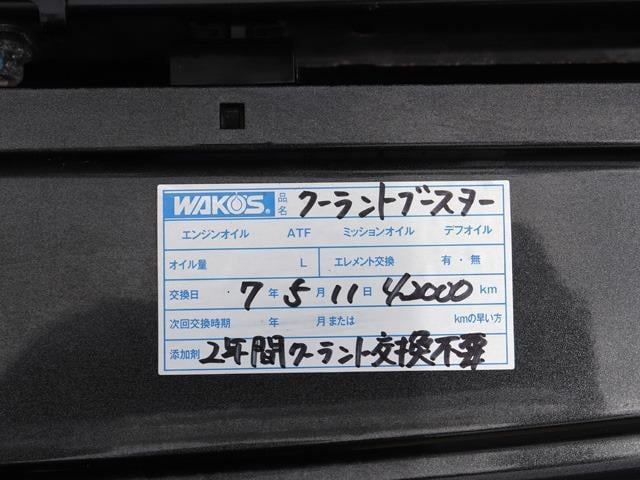 WAKO'S® 品名 クーラントブースター
エンジンオイル ATF ミッションオイル デフオイル
オイル量 L エレメント交換 有・無
交換日 7年5月11日 42000km
次回交換時期 年 月または kmの早い方
添加剤 2年間クーラント交換不要